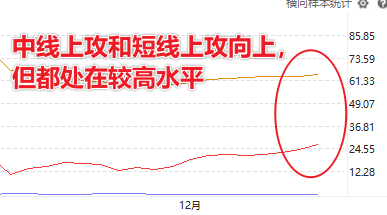 横向样本统计
中线上攻和短线上攻向上，
但都处在较高水平
85.85
73.59
61.33
49.07
36.81
24.55
12.28
12月